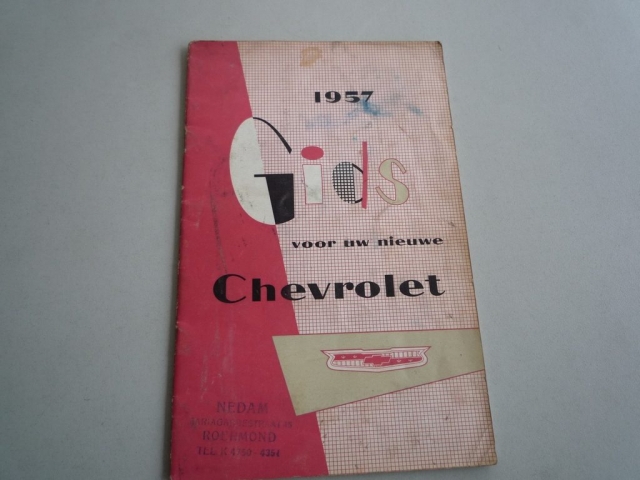 1957
Gids
voor uw nieuwe
Chevrolet
NEDAM
ROERMOND